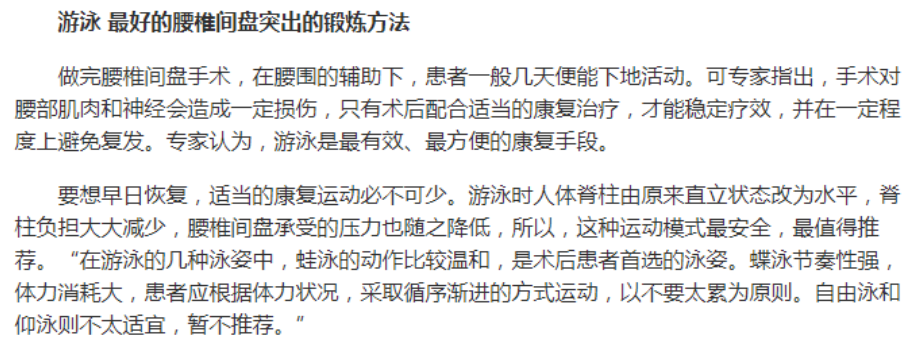 游泳 最好的腰椎间盘突出的锻炼方法
做完腰椎间盘手术，在腰围的辅助下，患者一般几天便能下地活动。可专家指出，手术对
腰部肌肉和神经会造成一定损伤，只有术后配合适当的康复治疗，才能稳定疗效，并在一定程
度上避免复发。专家认为，游泳是最有效、最方便的康复手段。
要想早日恢复，适当的康复运动必不可少。游泳时人体脊柱由原来直立状态改为水平，脊
柱负担大大减少，腰椎间盘承受的压力也随之降低，所以，这种运动模式最安全，最值得推
荐。“在游泳的几种泳姿中，蛙泳的动作比较温和，是术后患者首选的泳姿。蝶泳节奏性强，
体力消耗大，患者应根据体力状况，采取循序渐进的方式运动，以不要太累为原则。自由泳和
仰泳则不太适宜，暂不推荐。”